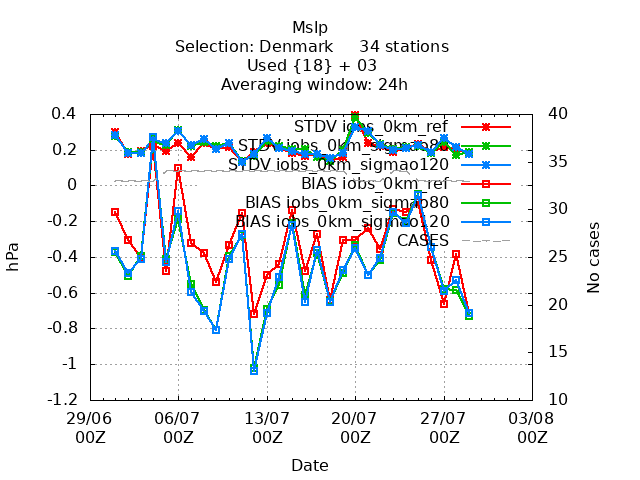 Mslp
Selection: Denmark     34 stations
Used {18} + 03
Averaging window: 24h
0.4
0.2
0
-0.2
-0.4
-0.6
-0.8
-1
-1.2
hPa
40
35
30
25
20
15
10
No cases
STDV iobs_0km_ref
STDV iobs_0km_sigmao80
STDV iobs_0km_sigmao120
BIAS iobs_0km_ref
BIAS iobs_0km_sigmao80
BIAS iobs_0km_sigmao120
CASES
29/06 06/07 13/07 20/07 27/07 03/08
00Z 00Z 00Z 00Z 00Z 00Z
Date